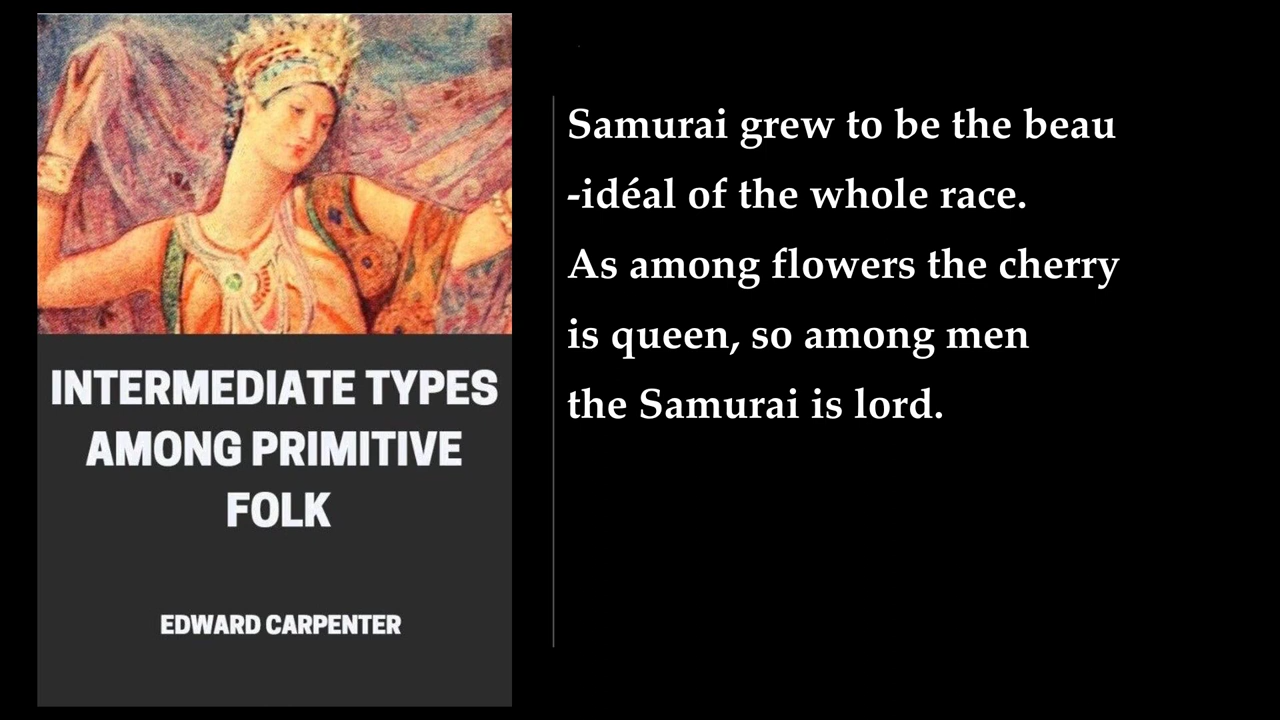 INTERMEDIATE TYPES
AMONG PRIMITIVE
FOLK
EDWARD CARPENTER
Samurai grew to be the beau
-idéal of the whole race.
As among flowers the cherry
is queen, so among men
the Samurai is lord.